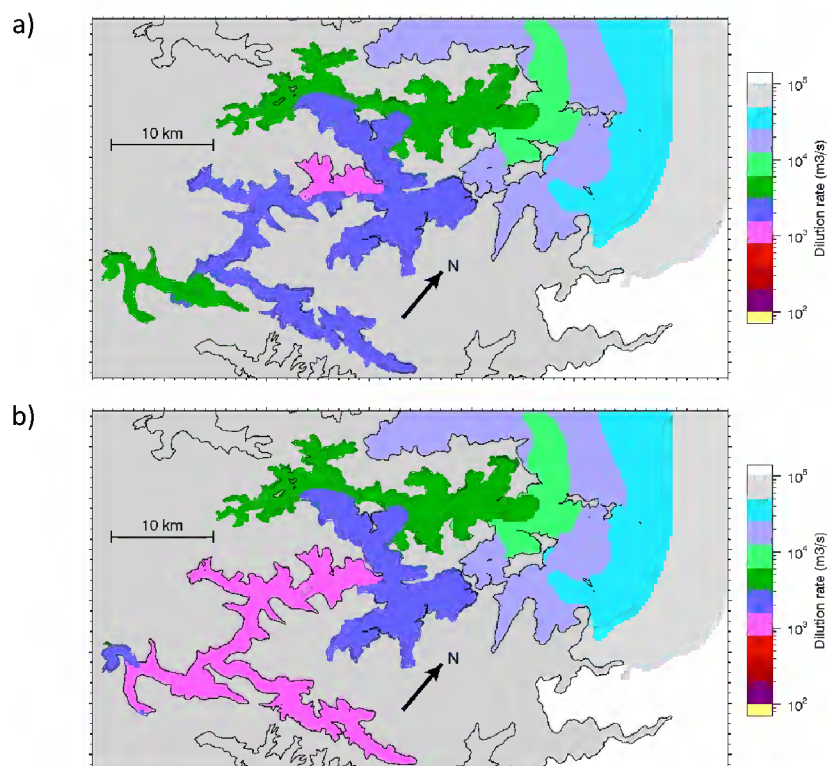 a)
10 km
N
10⁵
10⁴
10³
10²
Dilution rate (m3/s)
b)
10 km
N
10⁵
10⁴
10³
10²
Dilution rate (m3/s)